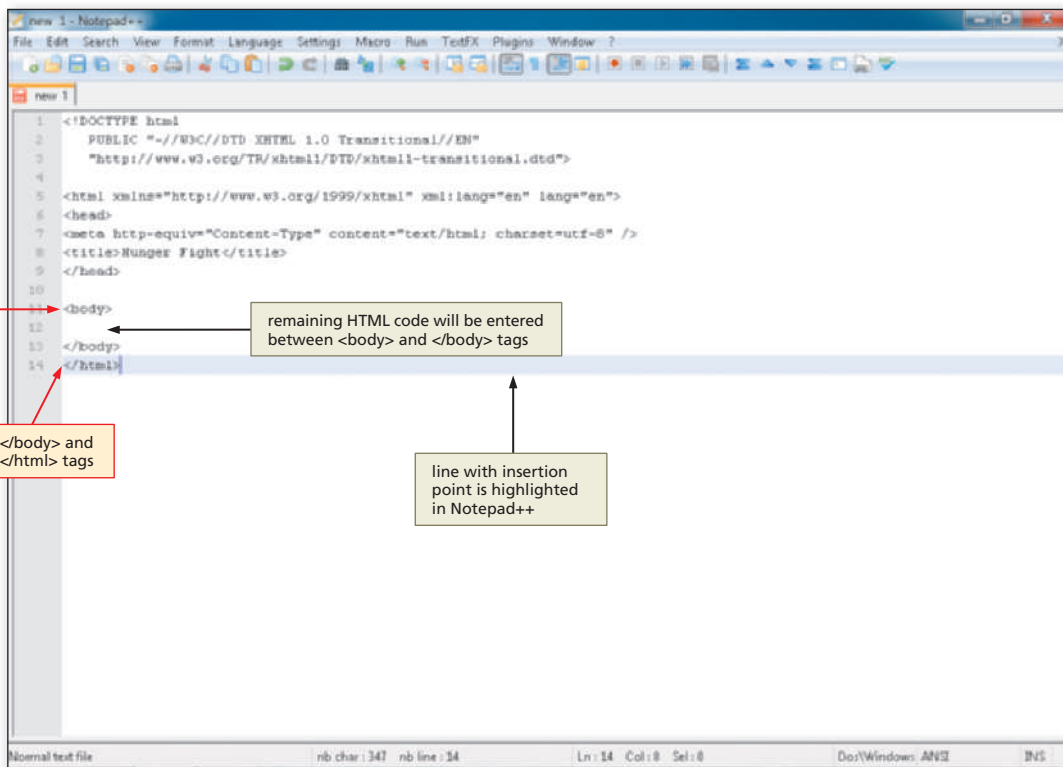 new 1 - Notepad++
File Edit Search View Format Language Settings Macro Run TextFX Plugins Window ? X
new 1
1 <!DOCTYPE html
2 PUBLIC "-//W3C//DTD XHTML 1.0 Transitional//EN"
3 "http://www.w3.org/TR/xhtml1/DTD/xhtml1-transitional.dtd">
4
5 <html xmlns="http://www.w3.org/1999/xhtml" xml:lang="en" lang="en">
6 <head>
7 <meta http-equiv="Content-Type" content="text/html; charset=utf-8" />
8 <title>Hunger Fight</title>
9 </head>
10
11 <body>
12
13 </body>
14 </html>
remaining HTML code will be entered
between <body> and </body> tags
</body> and
</html> tags
line with insertion
point is highlighted
in Notepad++
Normal text file nb char : 347 nb line : 14 Ln : 14 Col : 8 Sel : 0 Dos\Windows ANSI INS